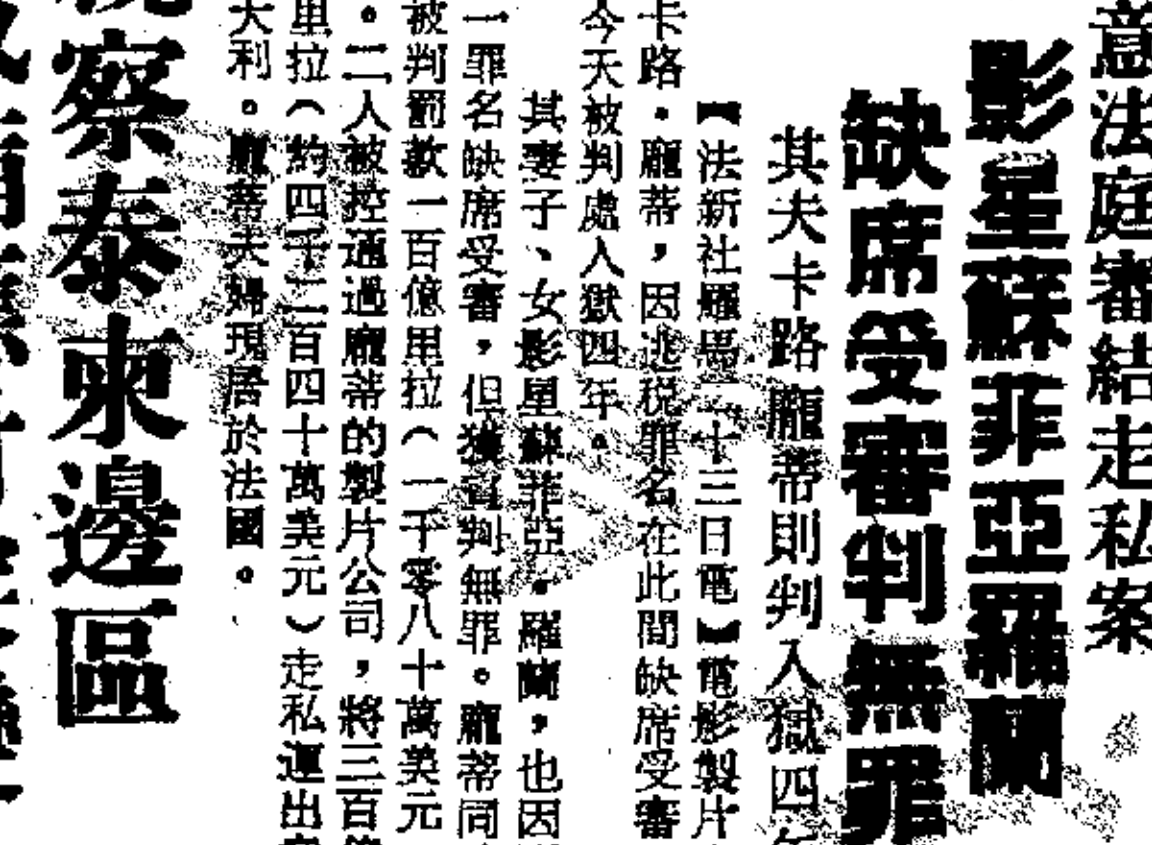 意法庭審結走私案
影星蘇菲亞羅蘭
缺席受審判無罪
其夫卡路龐蒂則判入獄四年
【法新社羅馬二十三日電】電影製片
卡路・龐蒂，因逃税罪名在此間缺席受審
今天被判處入獄四年。
其妻子、女影星蘇菲亞・羅蘭，也因
一罪名缺席受審，但獲宣判無罪。龐蒂同
被判罰款一百億里拉（一千零八十萬美元
。二人被控通過龐蒂的製片公司，將三百億
里拉（約四千二百四十萬美元）走私運出
大利。龐蒂夫婦現居於法國。
察泰柬邊區